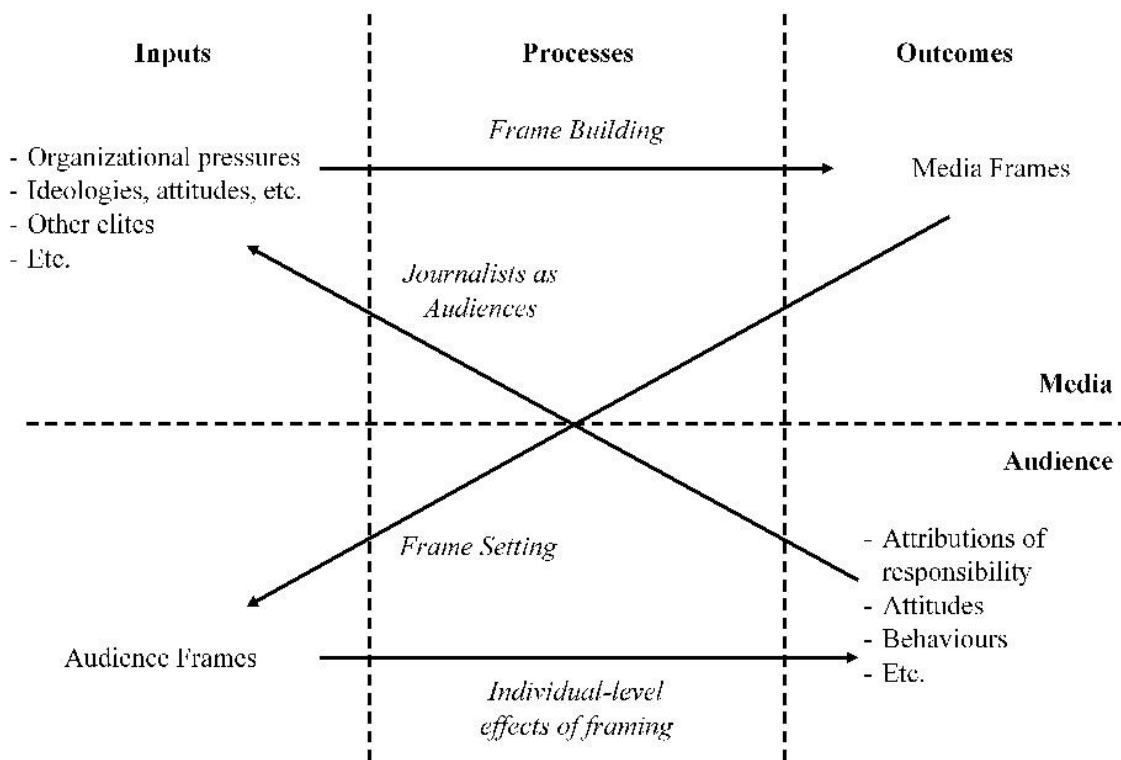 Inputs
Processes
Outcomes
Frame Building
- Organizational pressures
- Ideologies, attitudes, etc.
- Other elites
- Etc.
Media Frames
Journalists as
Audiences
Media
Audience
Frame Setting
- Attributions of
responsibility
- Attitudes
- Behaviours
- Etc.
Audience Frames
Individual-level
effects of framing